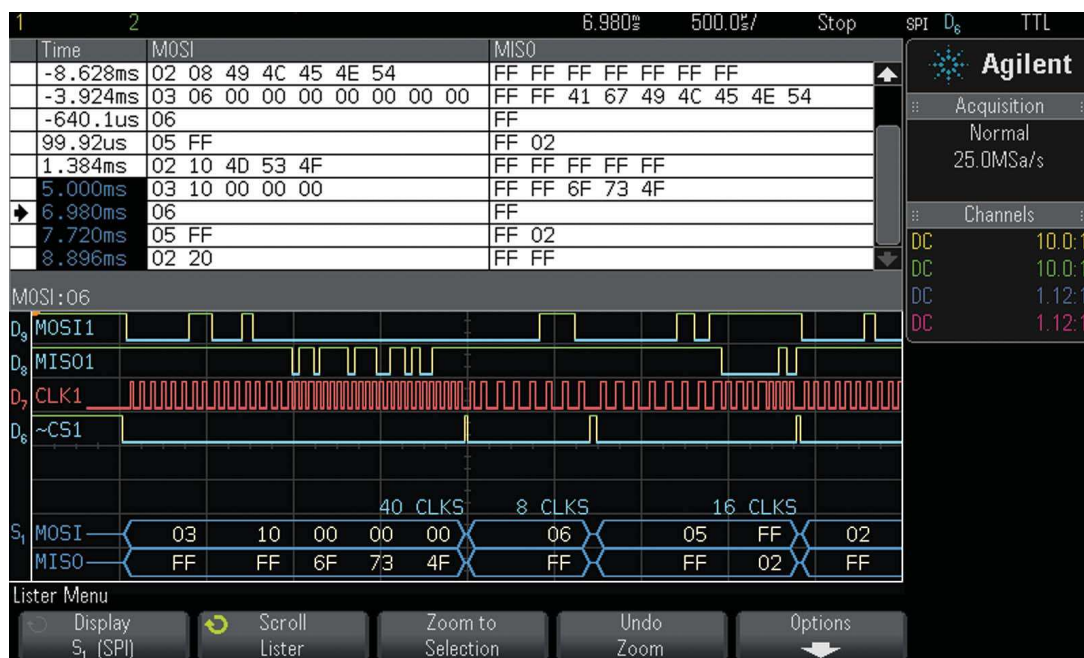 1 2 6.980ms 500.0us/ Stop SPI D6 TTL
Agilent
Time MOSI MISO
-8.628ms 02 08 49 4C 45 4E 54 FF FF FF FF FF FF FF
-3.924ms 03 06 00 00 00 00 00 00 00 FF FF 41 67 49 4C 45 4E 54
-640.1us 06 FF
99.92us 05 FF FF 02
1.384ms 02 10 4D 53 4F FF FF FF FF FF
5.000ms 03 10 00 00 00 FF FF 6F 73 4F
6.980ms 06 FF
7.720ms 05 FF FF 02
8.896ms 02 20 FF FF
MOSI:06
Acquisition
Normal
25.0MSa/s
Channels
DC 10.0:1
DC 10.0:1
DC 1.12:1
DC 1.12:1
D9 MOSI1
D8 MISO1
D7 CLK1
D6 ~CS1
40 CLKS 8 CLKS 16 CLKS
S1 MOSI 03 10 00 00 00 06 05 FF 02
MISO FF FF 6F 73 4F FF FF 02 FF
Lister Menu
Display Scroll Zoom to Undo Options
S1 (SPI) Lister Selection Zoom